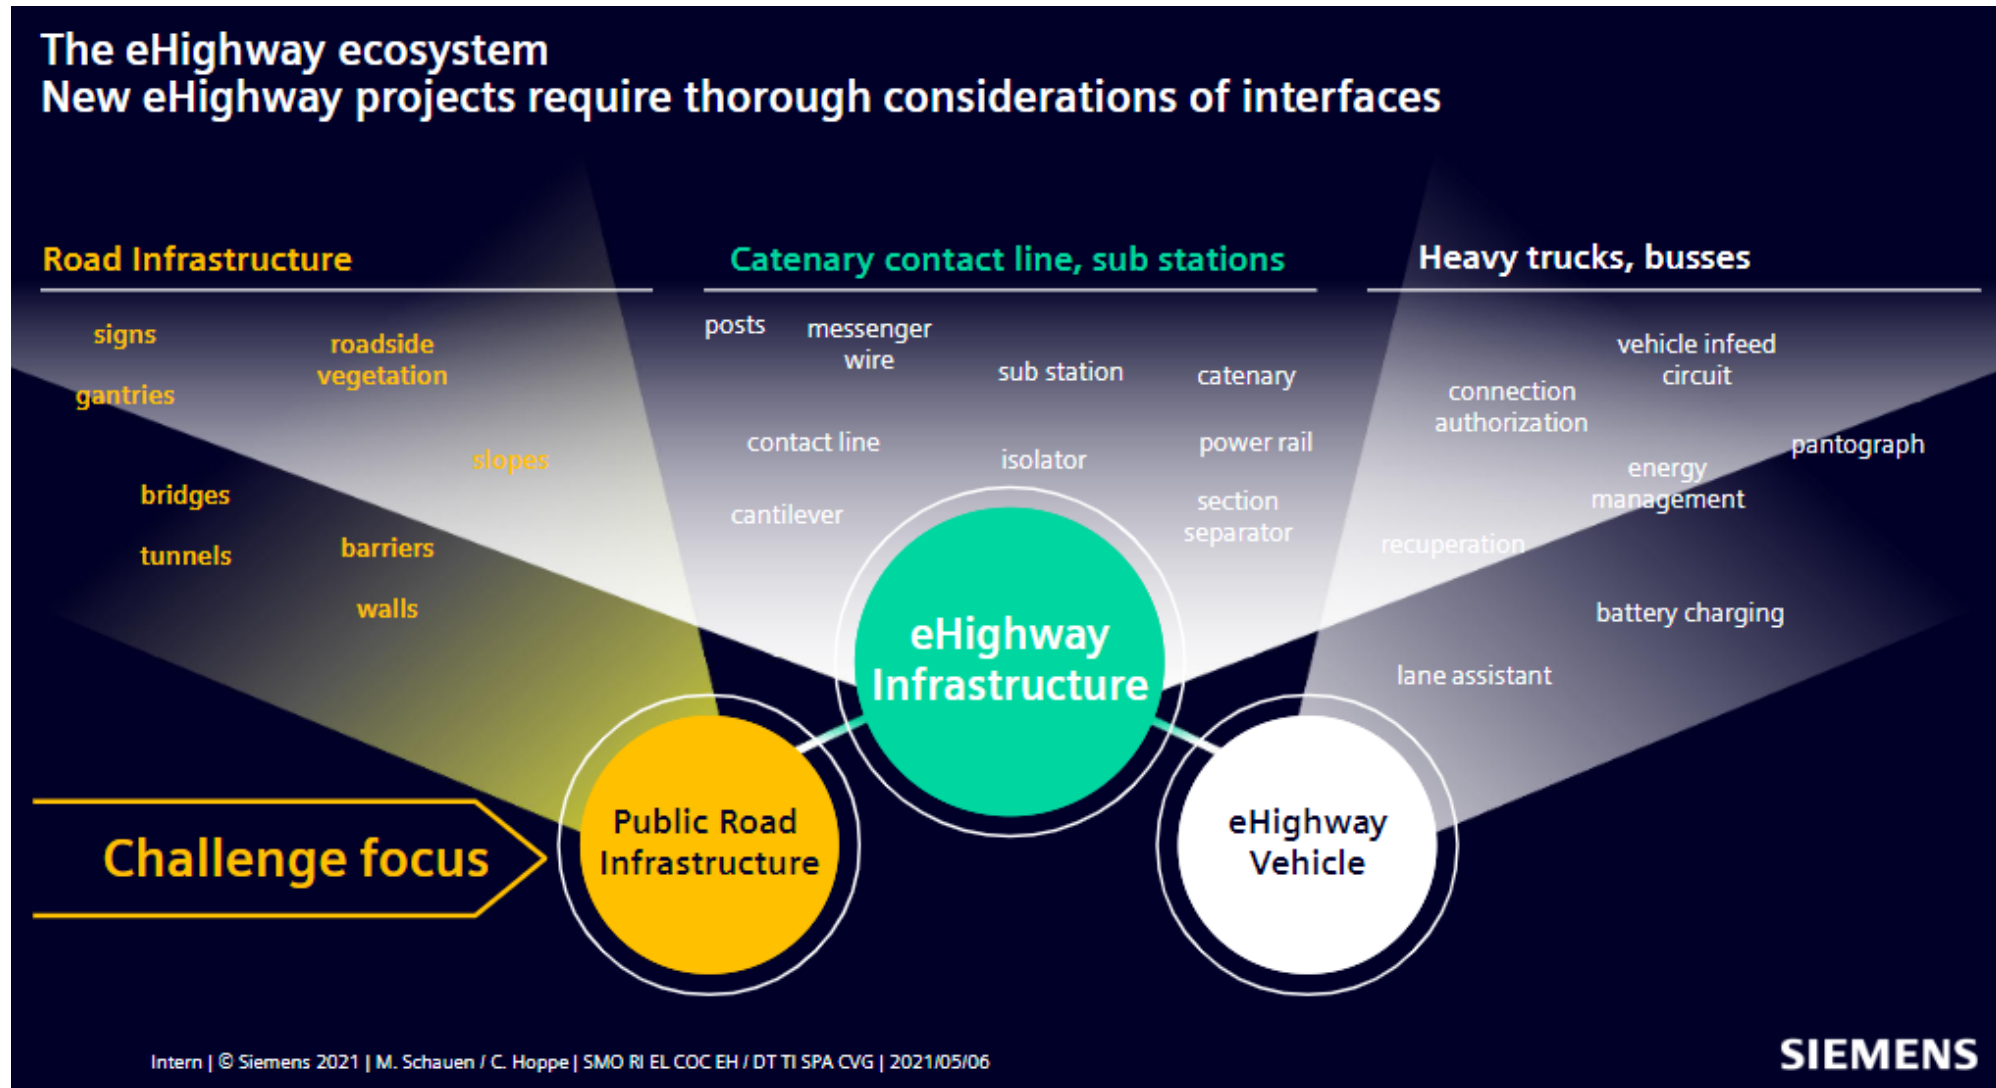 The eHighway ecosystem
New eHighway projects require thorough considerations of interfaces
Road Infrastructure
signs
roadside
vegetation
gantries
slopes
bridges
tunnels
barriers
walls
Catenary contact line, sub stations
posts
messenger
wire
sub station
catenary
contact line
isolator
power rail
cantilever
section
separator
Heavy trucks, busses
vehicle infeed
circuit
connection
authorization
pantograph
energy
management
recuperation
battery charging
lane assistant
eHighway
Infrastructure
Public Road
Infrastructure
eHighway
Vehicle
Challenge focus
Intern | © Siemens 2021 | M. Schauen / C. Hoppe | SMO RI EL COC EH / DT TI SPA CVG | 2021/05/06
SIEMENS